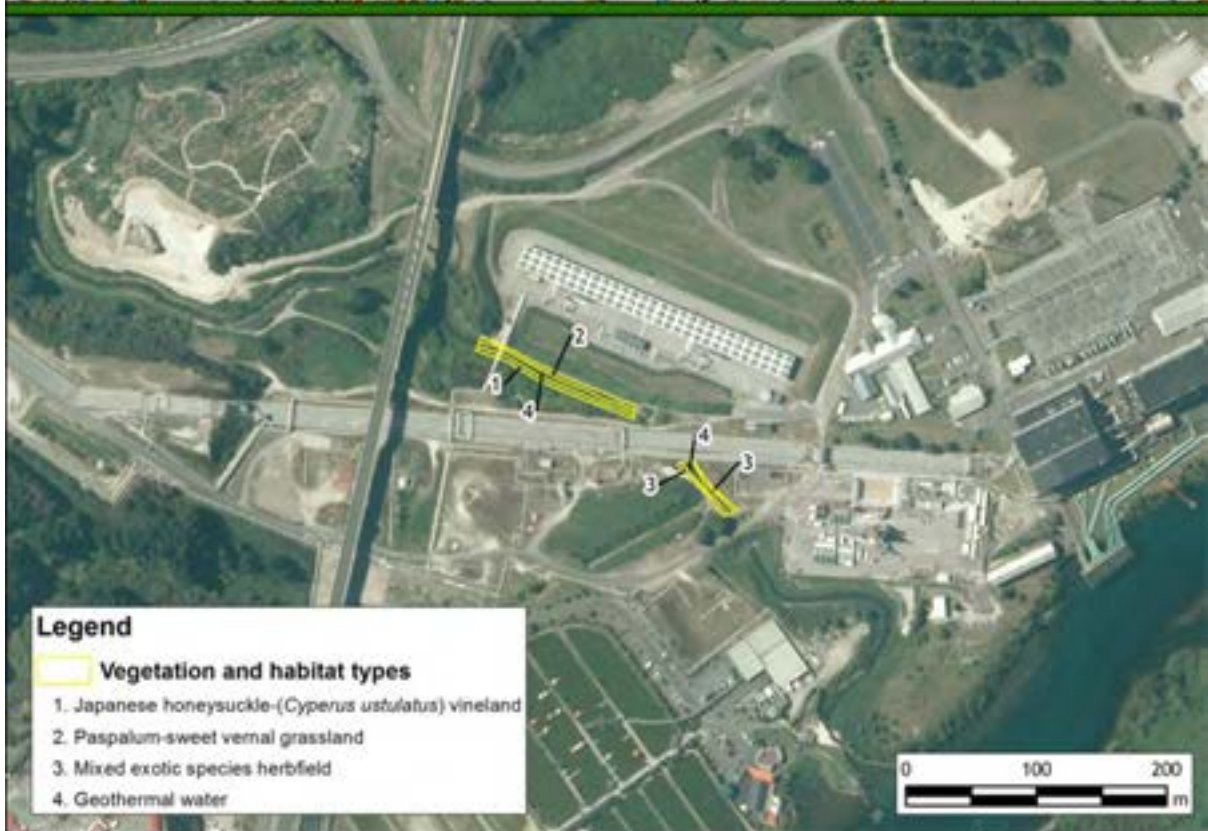 2
1
4
4
3
3
Legend
Vegetation and habitat types
1. Japanese honeysuckle-(Cyperus ustulatus) vineland
2. Paspalum-sweet vernal grassland
3. Mixed exotic species herbfield
4. Geothermal water
0 100 200
m